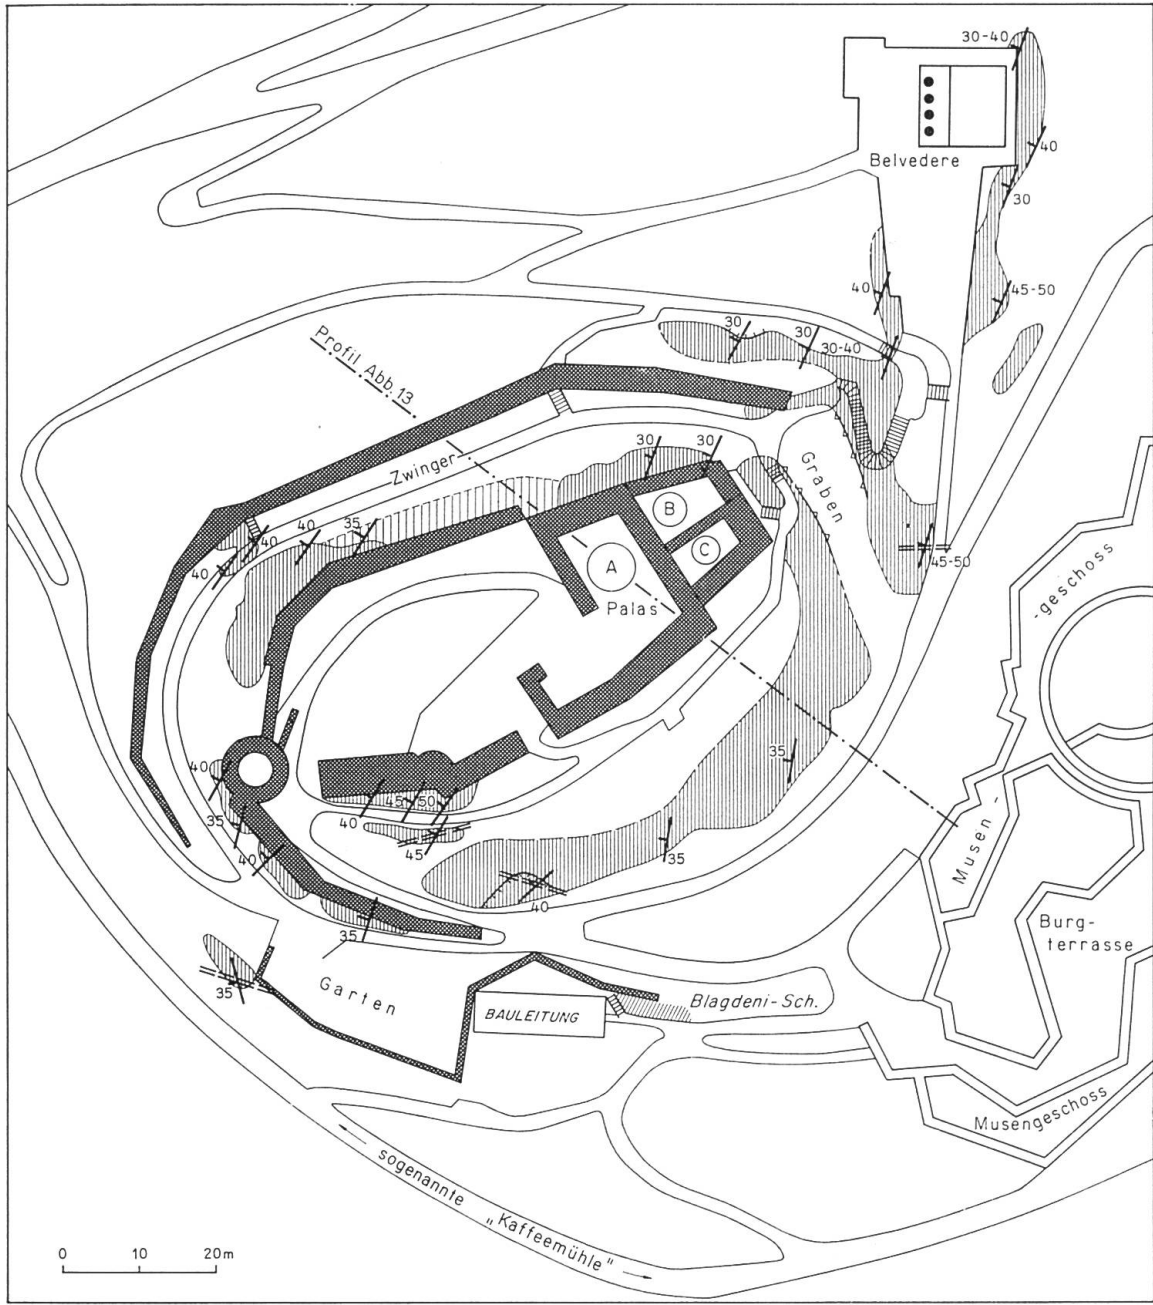 30-40
40
Belvedere
30
40
45-50
30
30
30-40
Profil Abb.13
Zwinger
30
30
Graben
B
40
35
40
40
C
45-50
A
Palas
-geschoss
35
40
40
45-50
35
45
40
35
40
35
Musen-
Burg-
terrasse
35
Garten
BAULEITUNG
Blagdeni-Sch.
Musengeschoss
sogenannte „Kaffeemühle"
0 10 20m